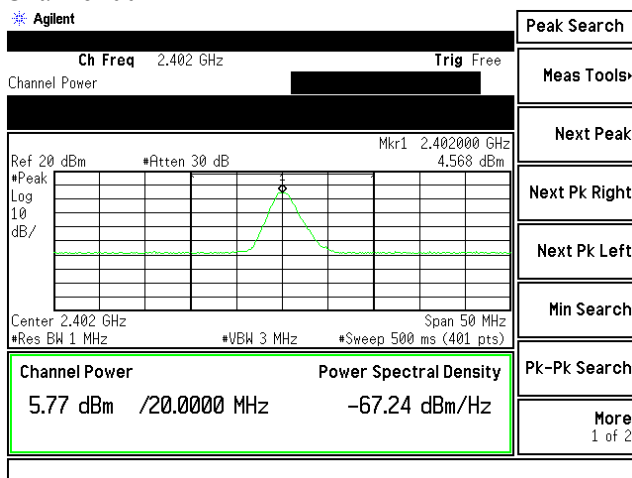 Agilent
Peak Search
Ch Freq 2.402 GHz Trig Free
Channel Power
Meas Tools
Next Peak
Next Pk Right
Next Pk Left
Min Search
Pk-Pk Search
More
1 of 2
Mkr1 2.402000 GHz
Ref 20 dBm #Atten 30 dB 4.568 dBm
#Peak
Log
10
dB/
1
Center 2.402 GHz Span 50 MHz
#Res BW 1 MHz #VBW 3 MHz #Sweep 500 ms (401 pts)
Channel Power Power Spectral Density
5.77 dBm /20.0000 MHz -67.24 dBm/Hz